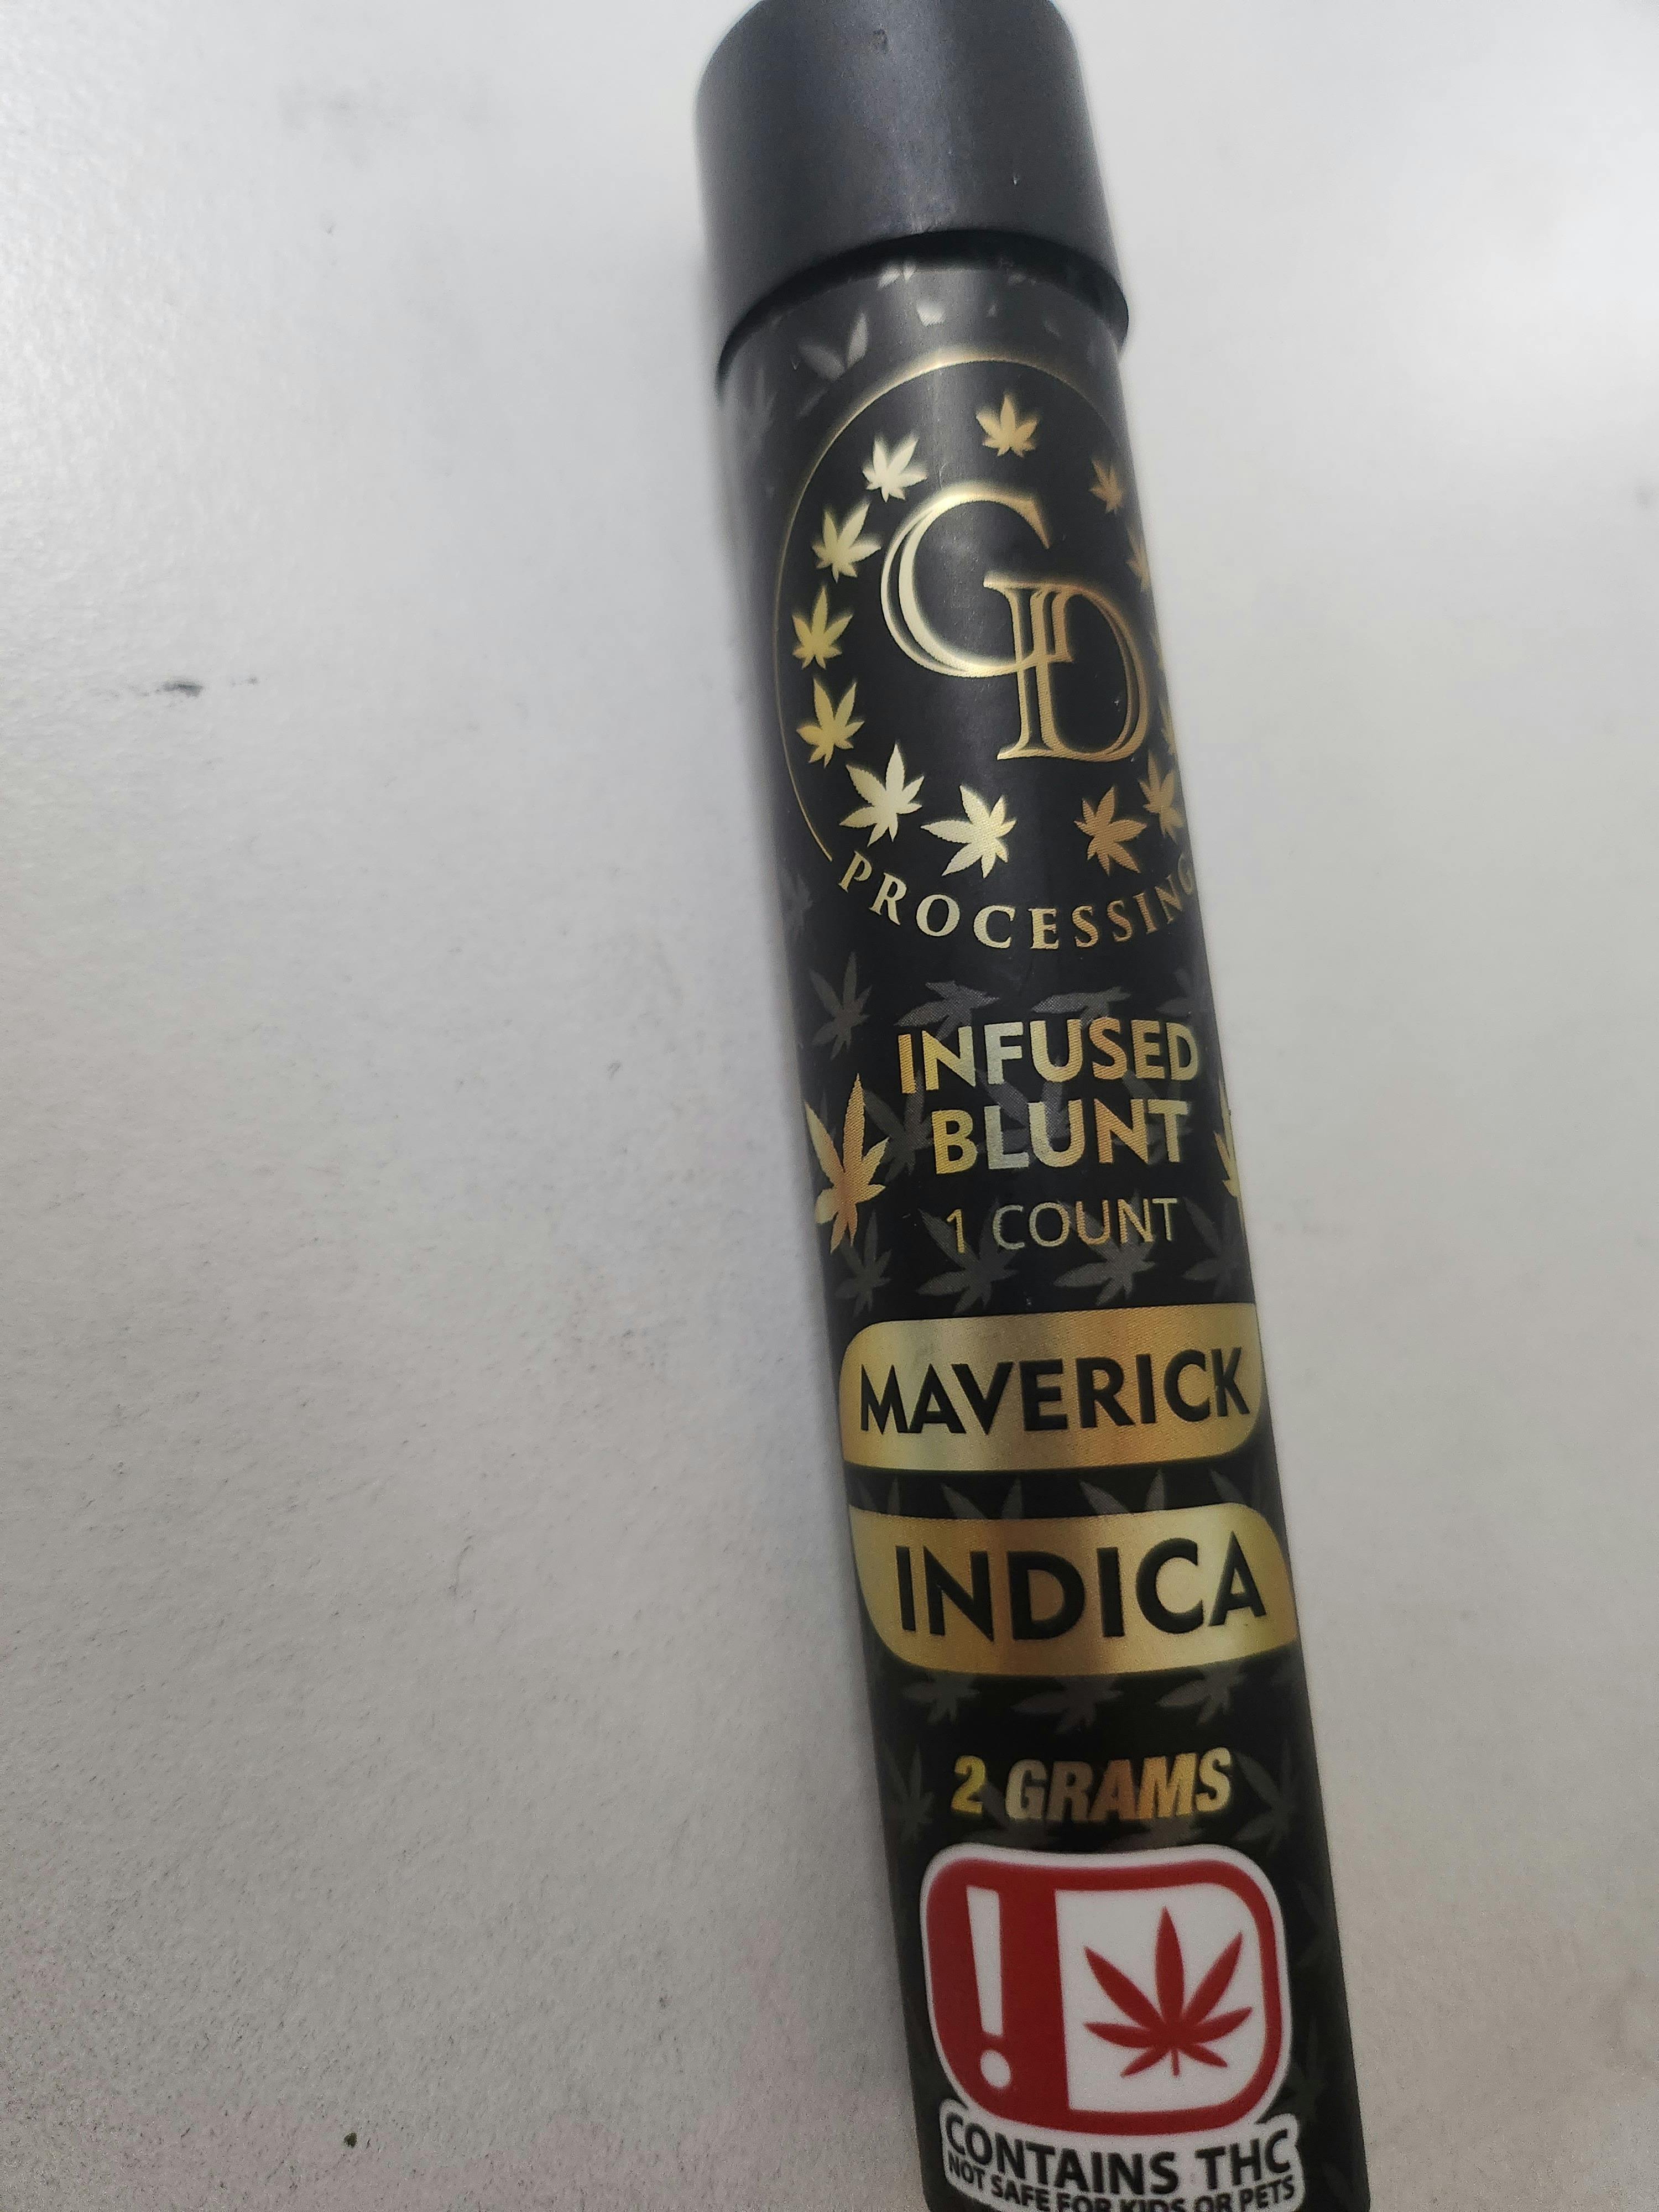 GD
PROCESSING
INFUSED
BLUNT
1 COUNT
MAVERICK
INDICA
2 GRAMS
!
CONTAINS THC
NOT SAFE FOR KIDS OR PETS